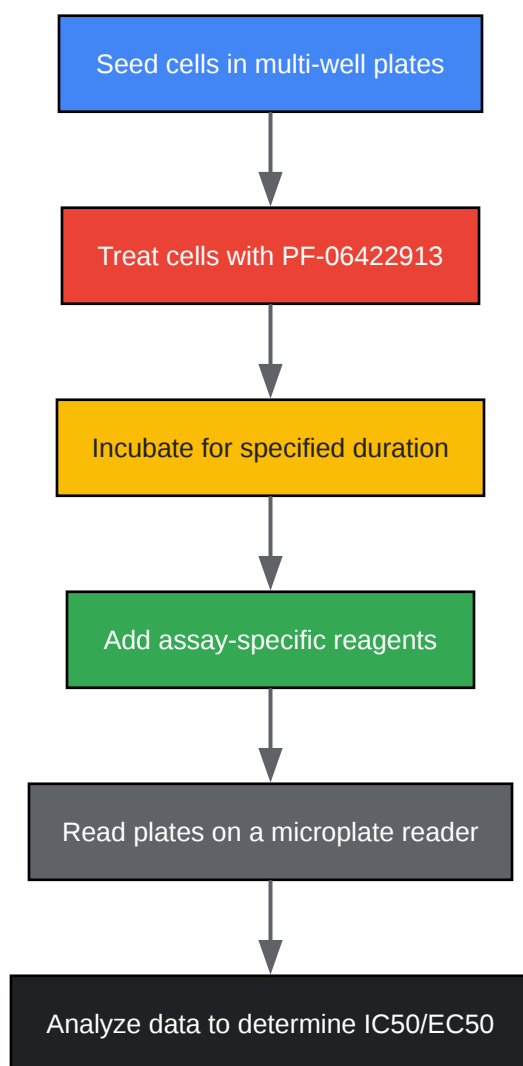 Seed cells in multi-well plates
Treat cells with PF-06422913
Incubate for specified duration
Add assay-specific reagents
Read plates on a microplate reader
Analyze data to determine IC50/EC50